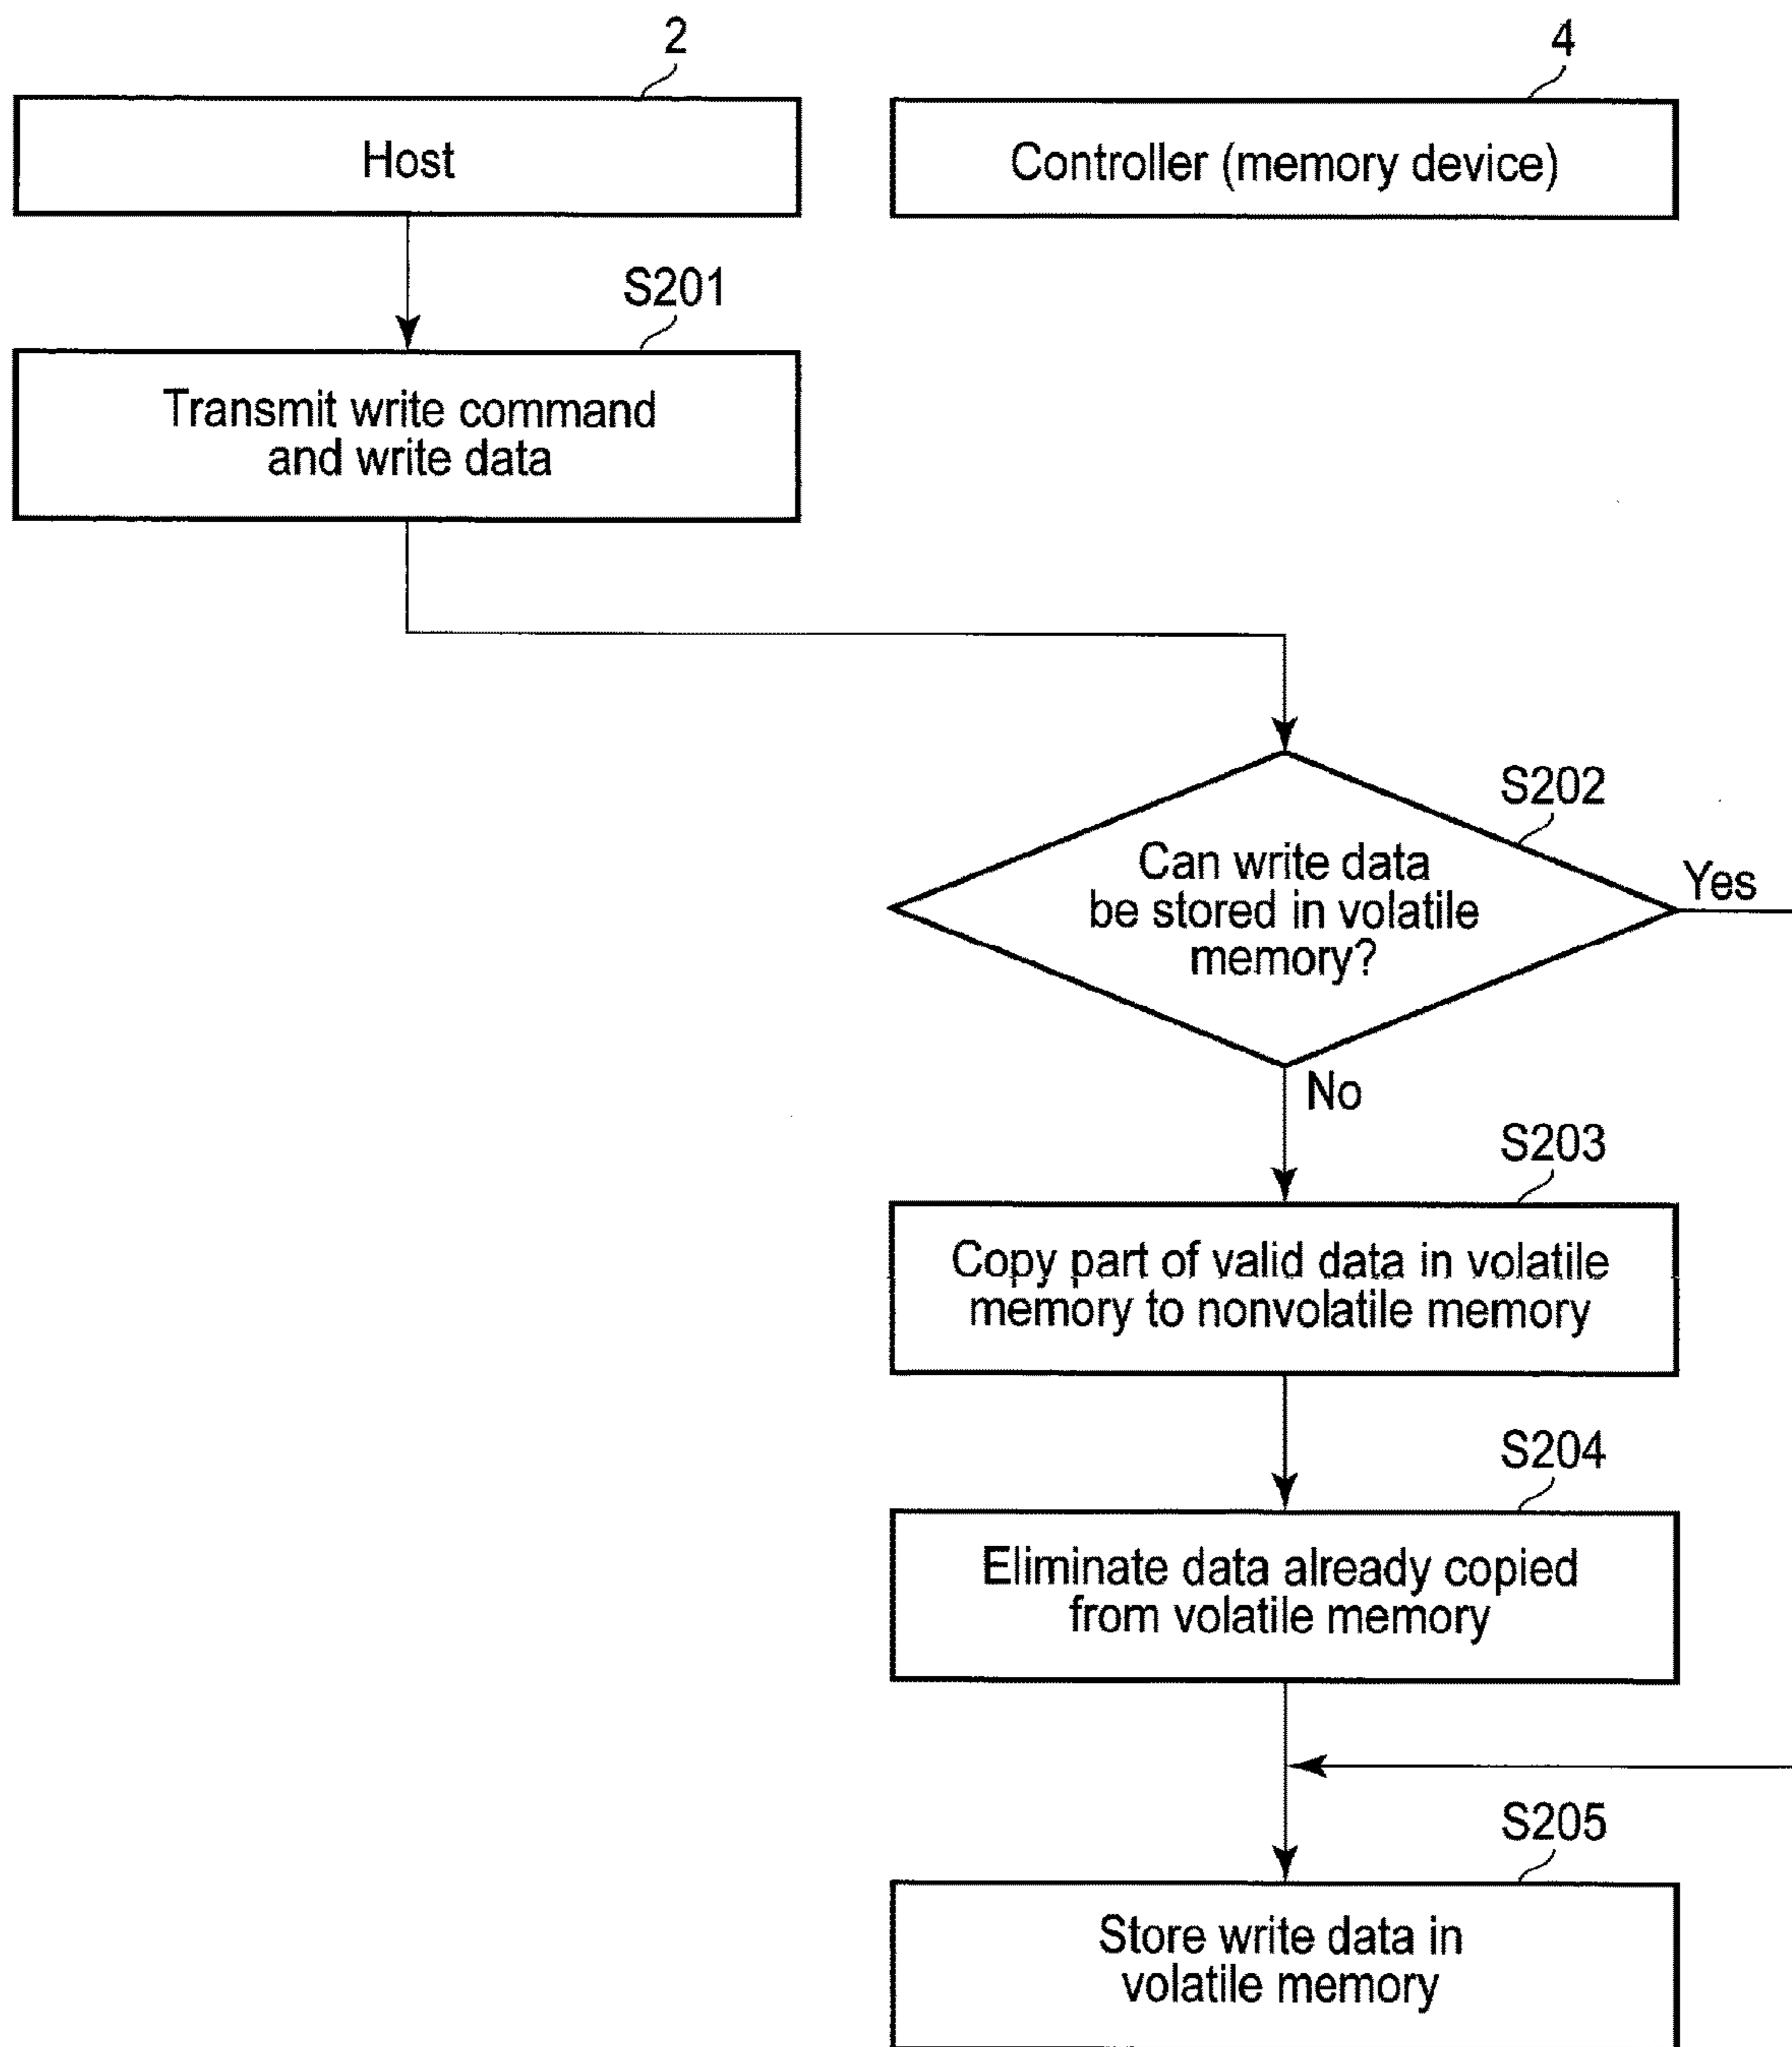 2
4
Host
Controller (memory device)
S201
Transmit write command
and write data
S202
Can write data
be stored in volatile
memory?
Yes
No
S203
Copy part of valid data in volatile
memory to nonvolatile memory
S204
Eliminate data already copied
from volatile memory
S205
Store write data in
volatile memory